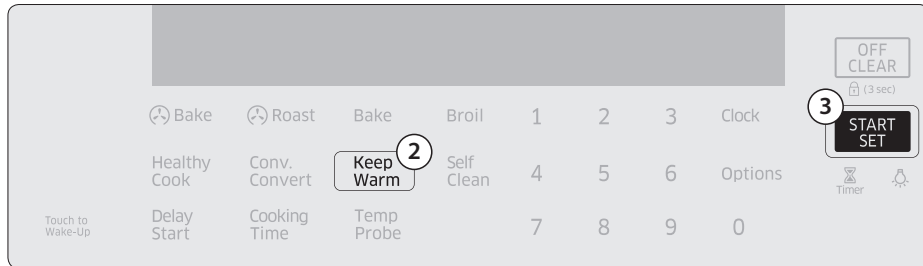 OFF
CLEAR
(3 sec)
Bake Roast Bake Broil 1 2 3 Clock
3
START
SET
Healthy
Cook
Conv.
Convert
Keep
Warm
2
Self
Clean
4 5 6 Options
Timer
Touch to
Wake-Up
Delay
Start
Cooking
Time
Temp
Probe
7 8 9 0